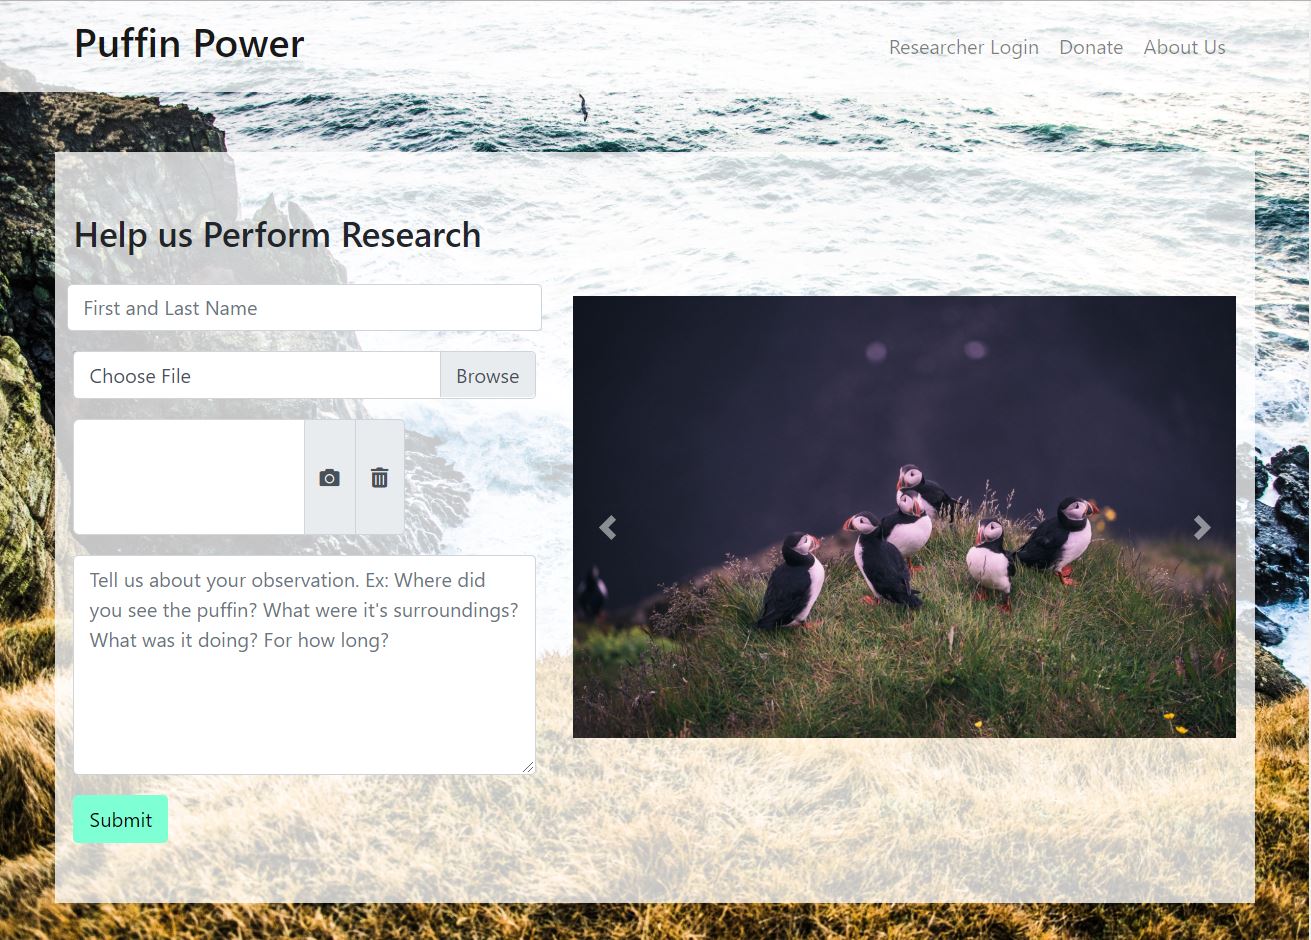 Puffin Power
Researcher Login Donate About Us
Help us Perform Research
First and Last Name
Choose File Browse
Tell us about your observation. Ex: Where did
you see the puffin? What were it's surroundings?
What was it doing? For how long?
Submit